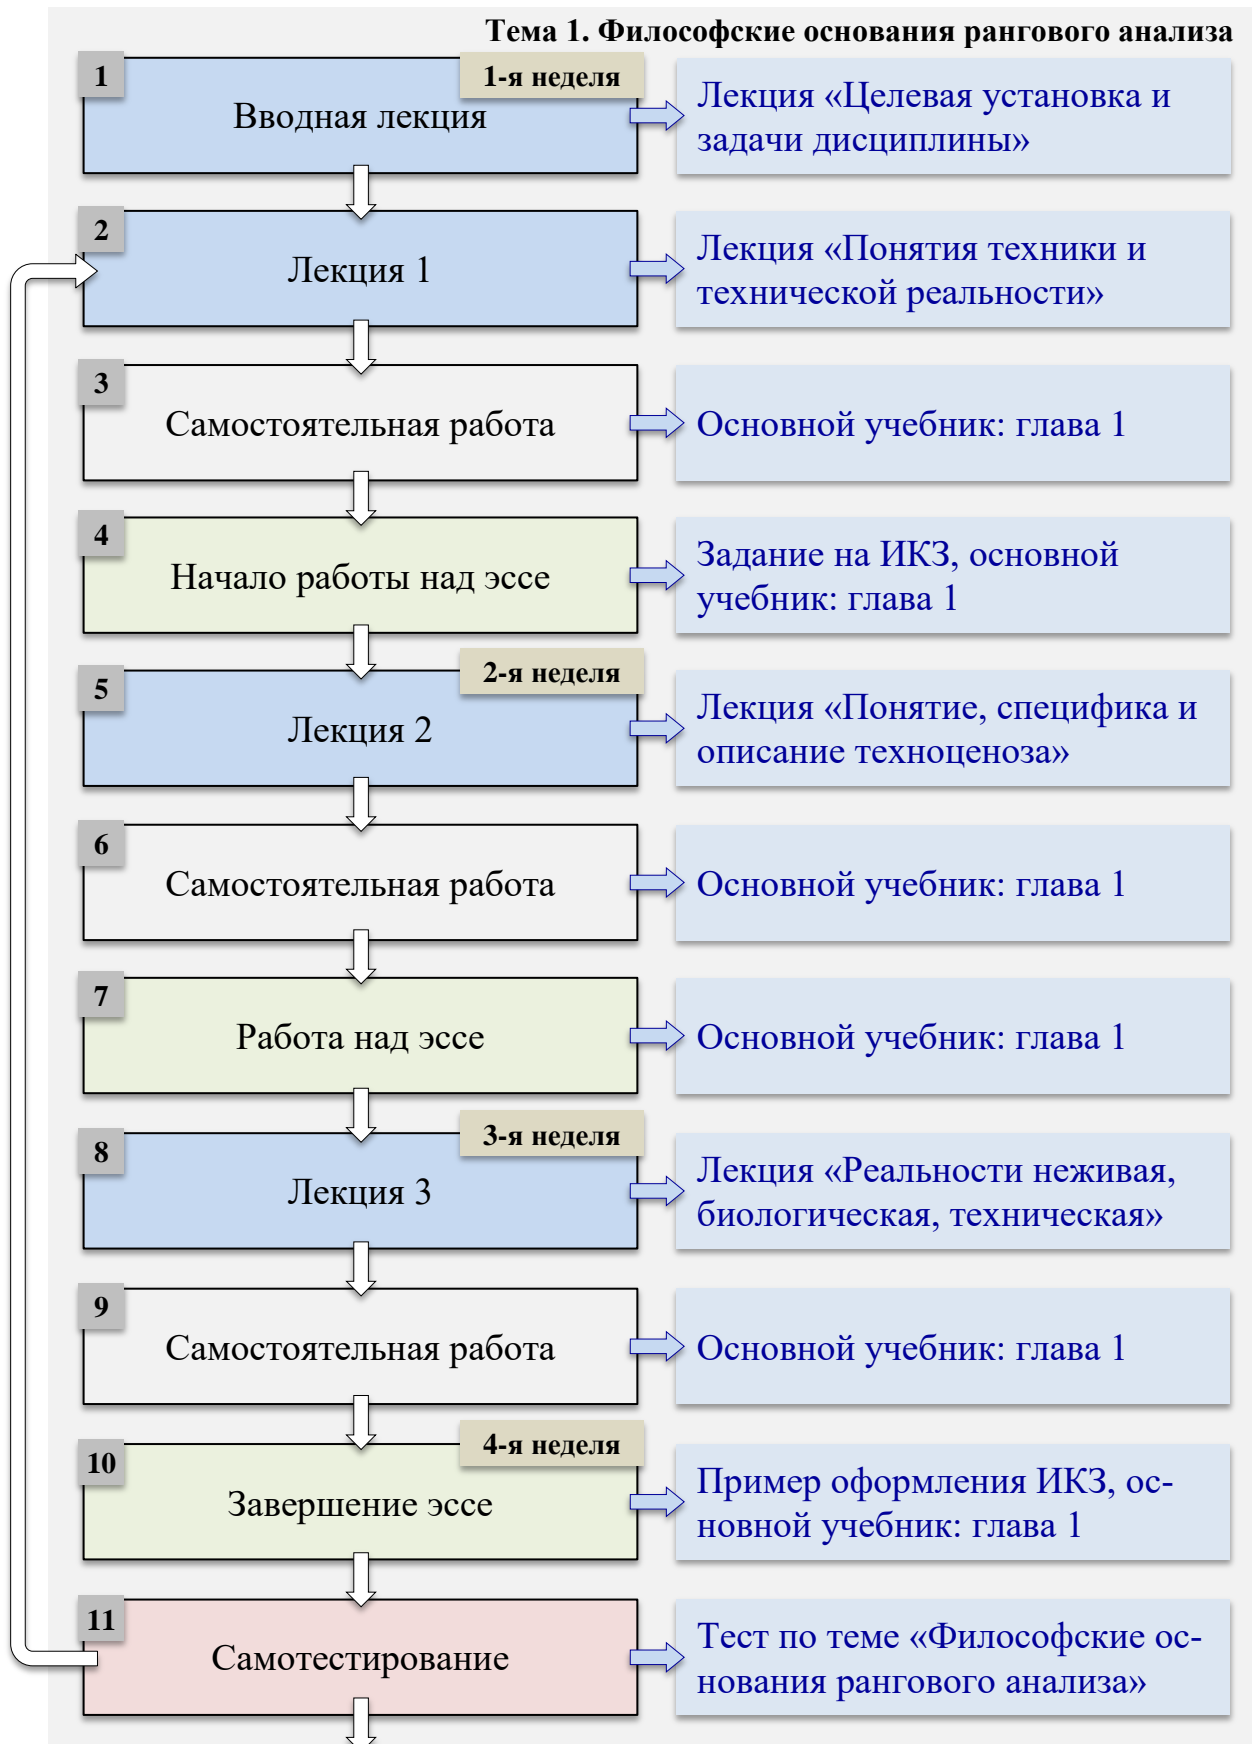 Тема 1. Философские основания рангового анализа
1
1-я неделя
Вводная лекция
Лекция «Целевая установка и
задачи дисциплины»
2
Лекция 1
Лекция «Понятия техники и
технической реальности»
3
Самостоятельная работа
Основной учебник: глава 1
4
Начало работы над эссе
Задание на ИКЗ, основной
учебник: глава 1
2-я неделя
5
Лекция 2
Лекция «Понятие, специфика и
описание техноценоза»
6
Самостоятельная работа
Основной учебник: глава 1
7
Работа над эссе
Основной учебник: глава 1
3-я неделя
8
Лекция 3
Лекция «Реальности неживая,
биологическая, техническая»
9
Самостоятельная работа
Основной учебник: глава 1
4-я неделя
10
Завершение эссе
Пример оформления ИКЗ, ос-
новной учебник: глава 1
11
Самотестирование
Тест по теме «Философские ос-
нования рангового анализа»